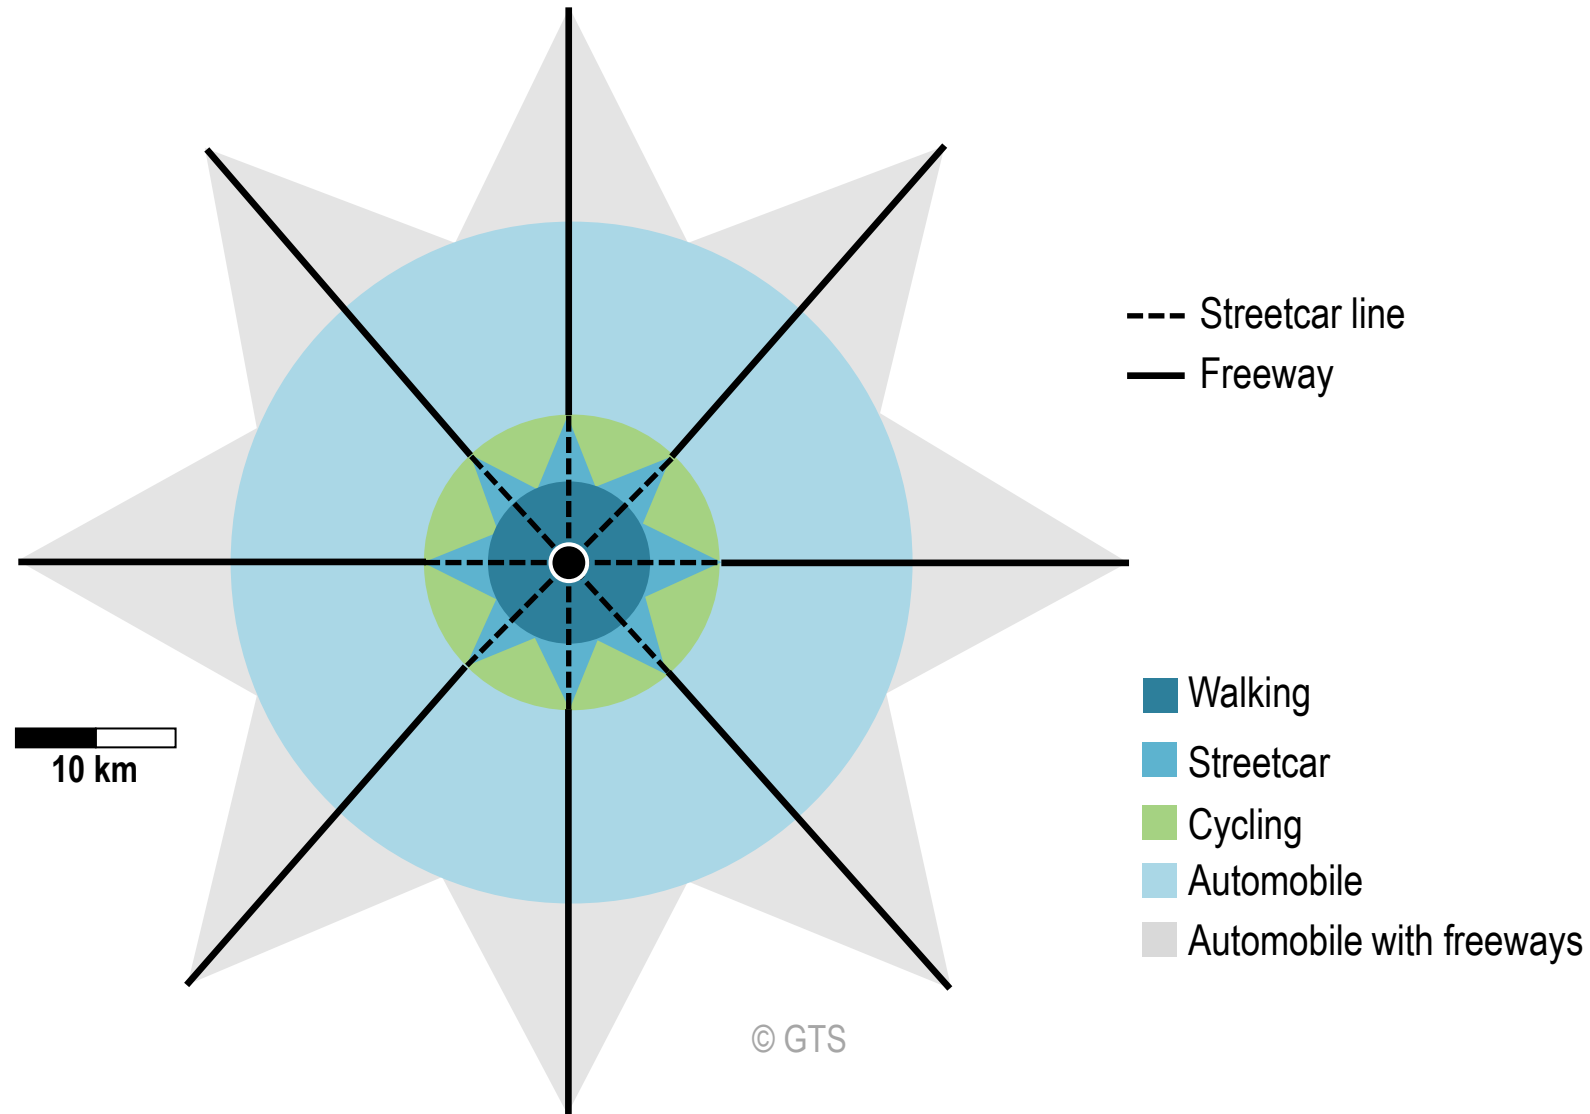 Streetcar line
Freeway
Walking
10 km
Streetcar
Cycling
Automobile
Automobile with freeways
© GTS